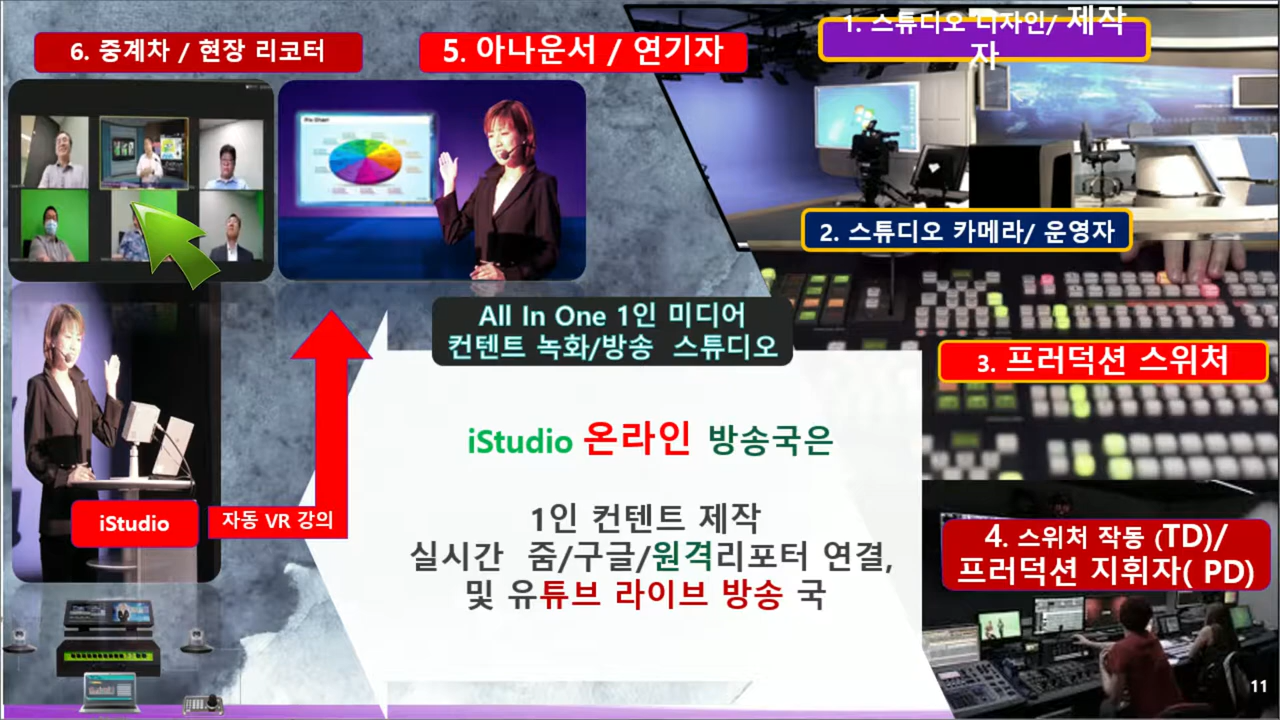 6. 중계차 / 현장 리코터
5. 아나운서 / 연기자
1. 스튜디오 디자인/ 제작
자
Pie Chart
2. 스튜디오 카메라/ 운영자
All In One 1인 미디어
컨텐트 녹화/방송 스튜디오
3. 프러덕션 스위처
iStudio 온라인 방송국은
1인 컨텐트 제작
실시간 줌/구글/원격리포터 연결,
및 유튜브 라이브 방송 국
iStudio
자동 VR 강의
4. 스위처 작동 (TD)/
프러덕션 지휘자( PD)
11